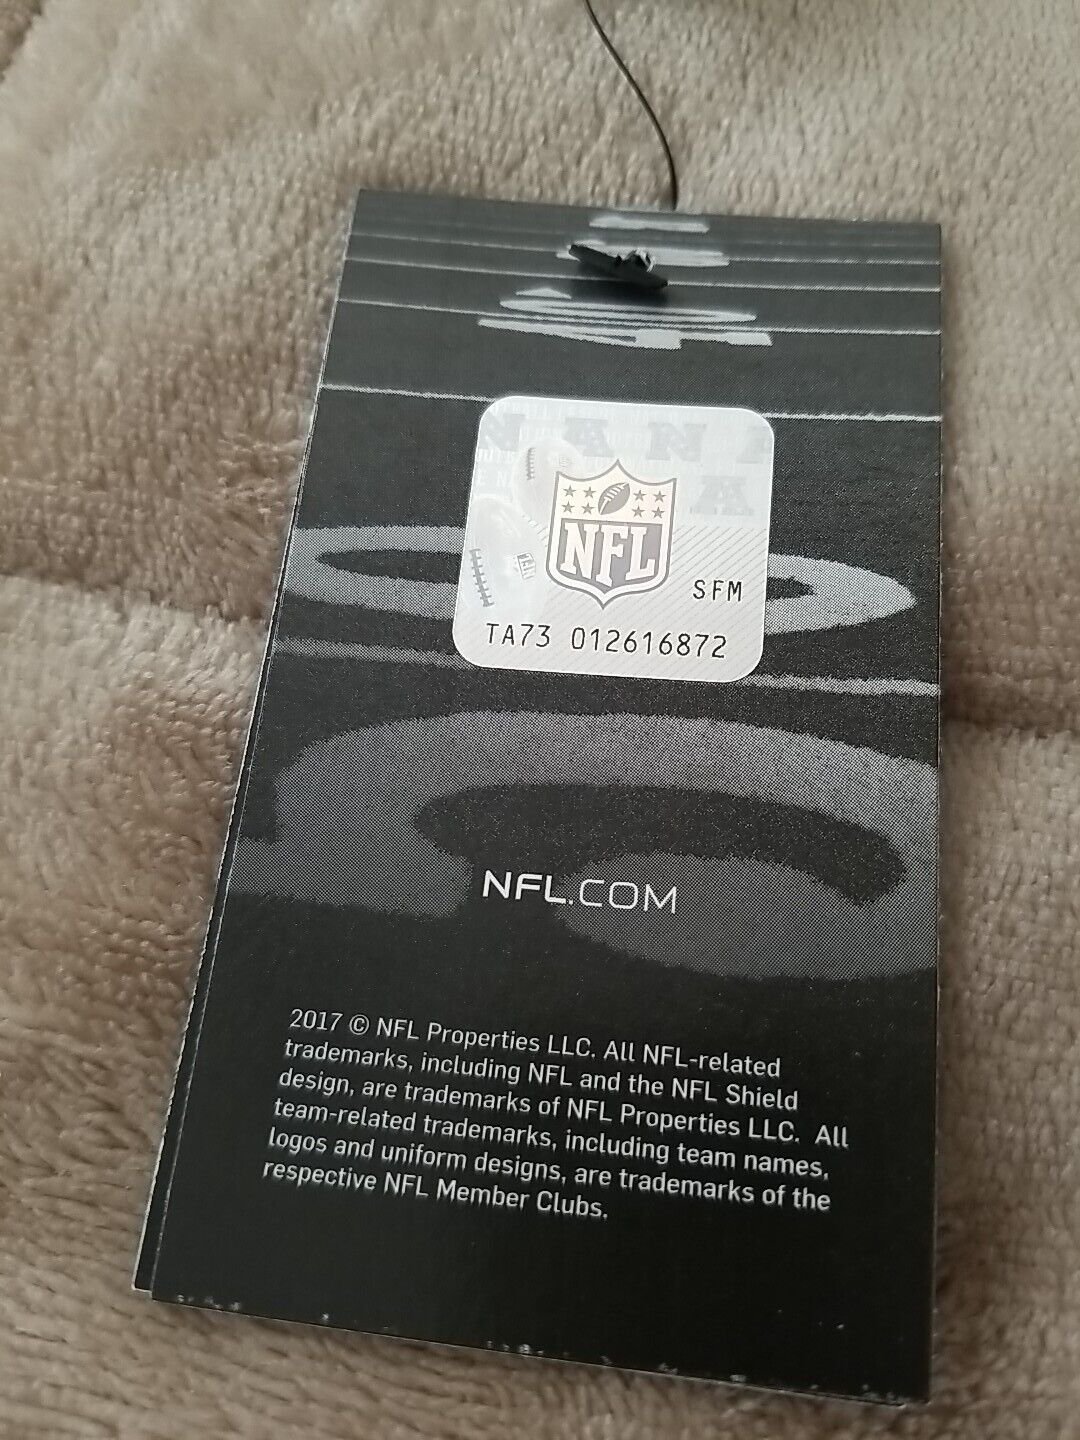 NFL
SFM
TA73 012616872
NFL.COM
2017 © NFL Properties LLC. All NFL-related
trademarks, including NFL and the NFL Shield
design, are trademarks of NFL Properties LLC. All
team-related trademarks, including team names,
logos and uniform designs, are trademarks of the
respective NFL Member Clubs.